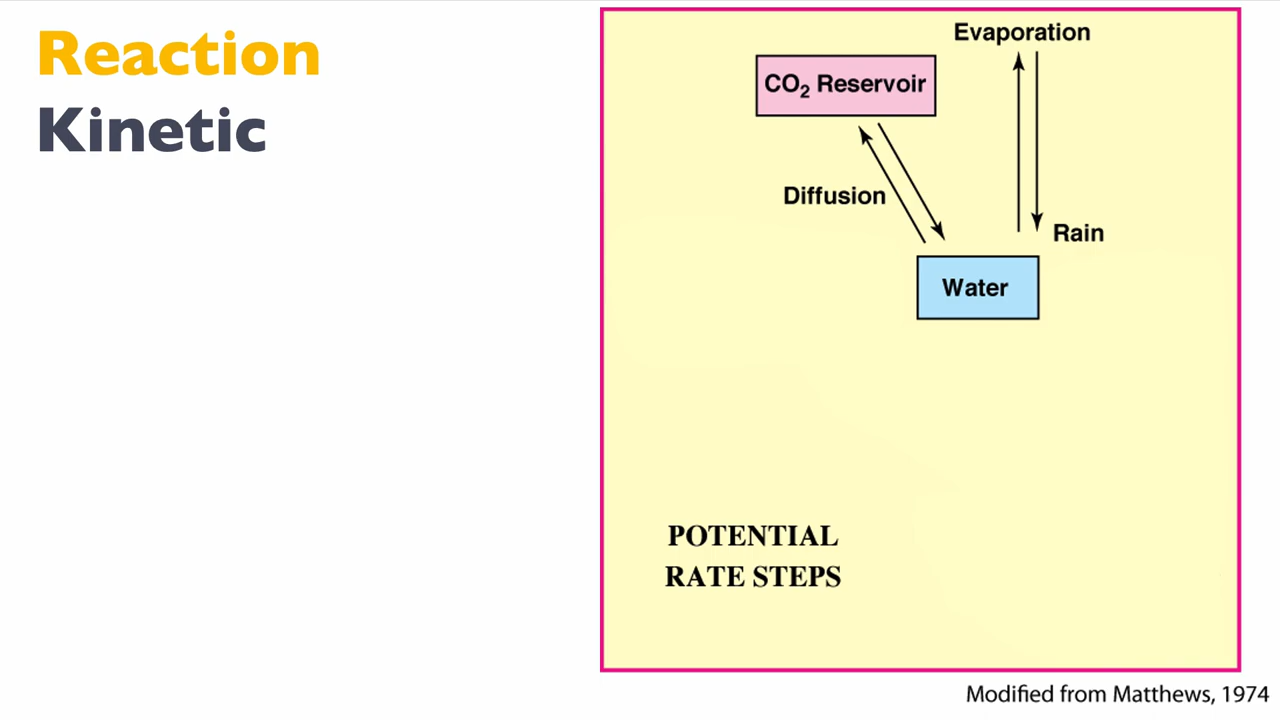 Reaction
Kinetic
Evaporation
CO₂ Reservoir
Diffusion
Rain
Water
POTENTIAL
RATE STEPS
Modified from Matthews, 1974